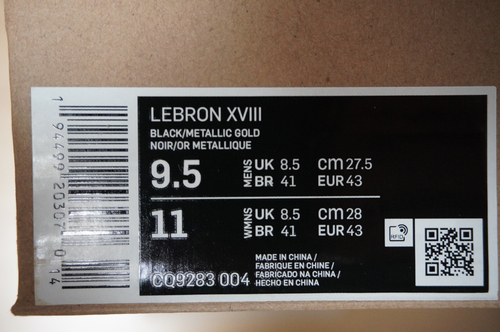 LEBRON XVIII
BLACK/METALLIC GOLD
NOIR/OR METALLIQUE
9.5 MENS UK 8.5 cm 27.5
BR 41 EUR 43
11 WMNS UK 8.5 cm 28
BR 41 EUR 43
RFID
MADE IN CHINA/
FABRIQUE EN CHINE/
FABRICADO NA CHINA/
HECHO EN CHINA
CQ9283 004